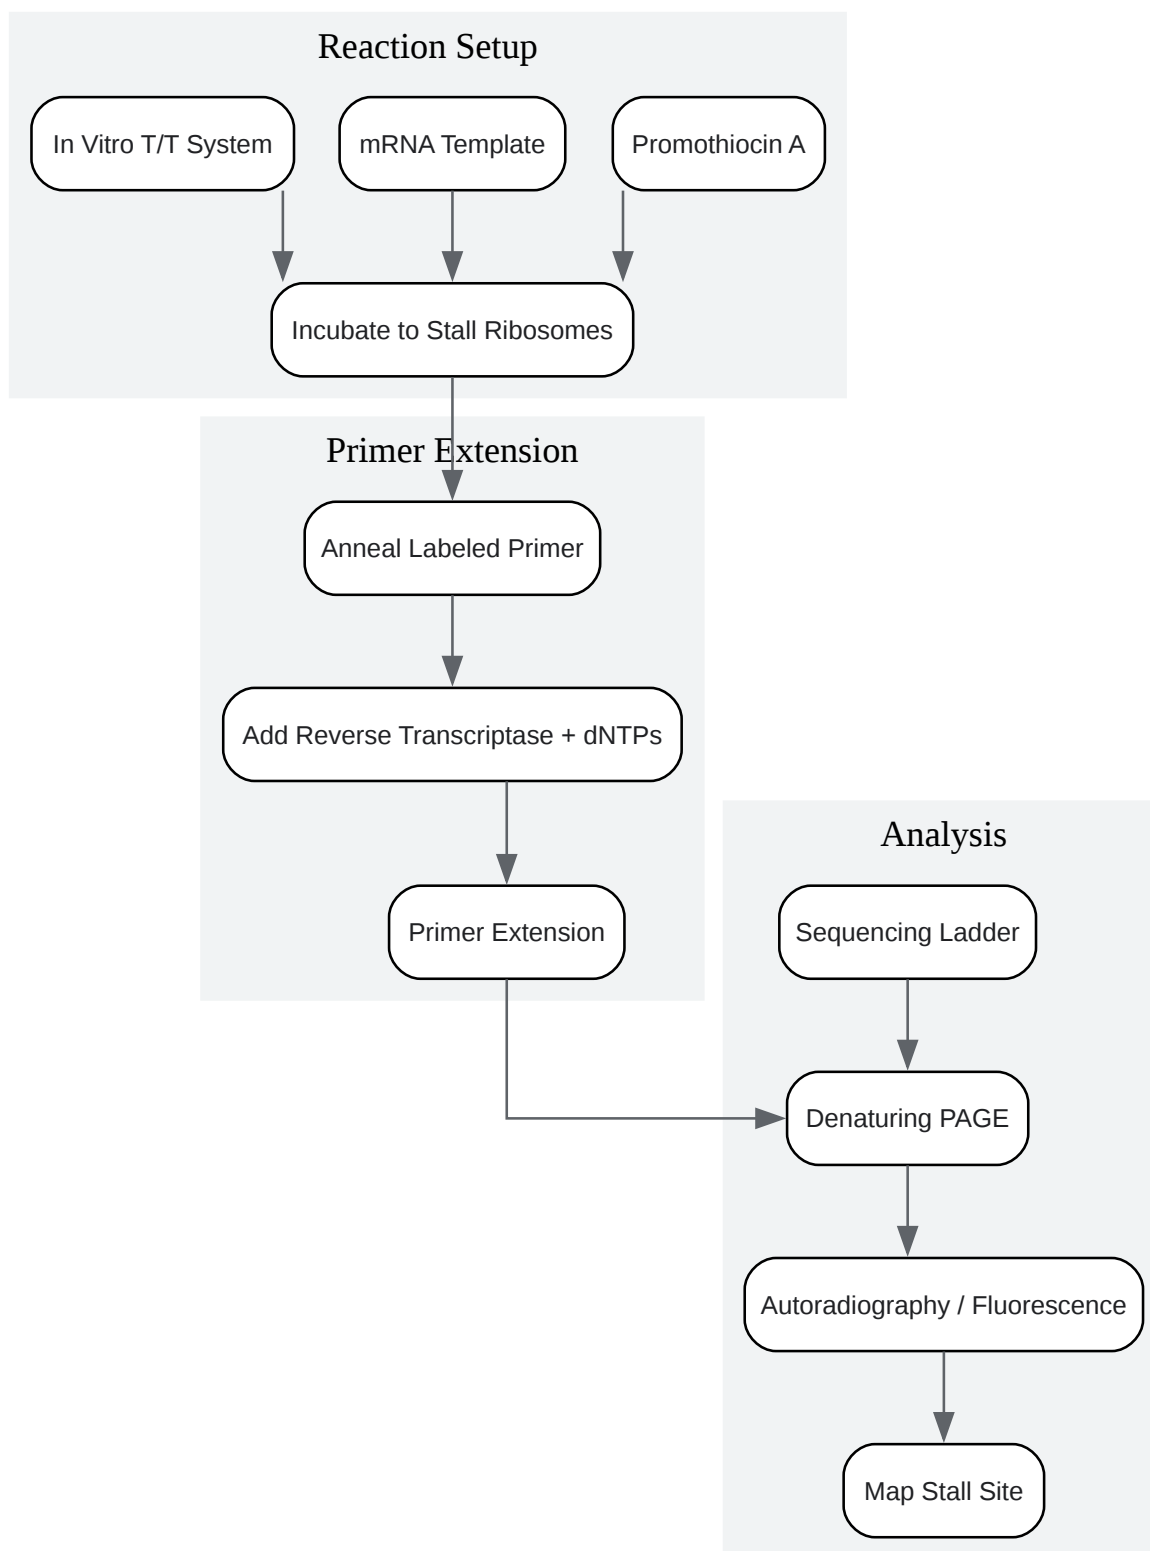 Reaction Setup
In Vitro T/T System
mRNA Template
Promothiocin A
Incubate to Stall Ribosomes
Primer Extension
Anneal Labeled Primer
Add Reverse Transcriptase + dNTPs
Primer Extension
Analysis
Sequencing Ladder
Denaturing PAGE
Autoradiography / Fluorescence
Map Stall Site